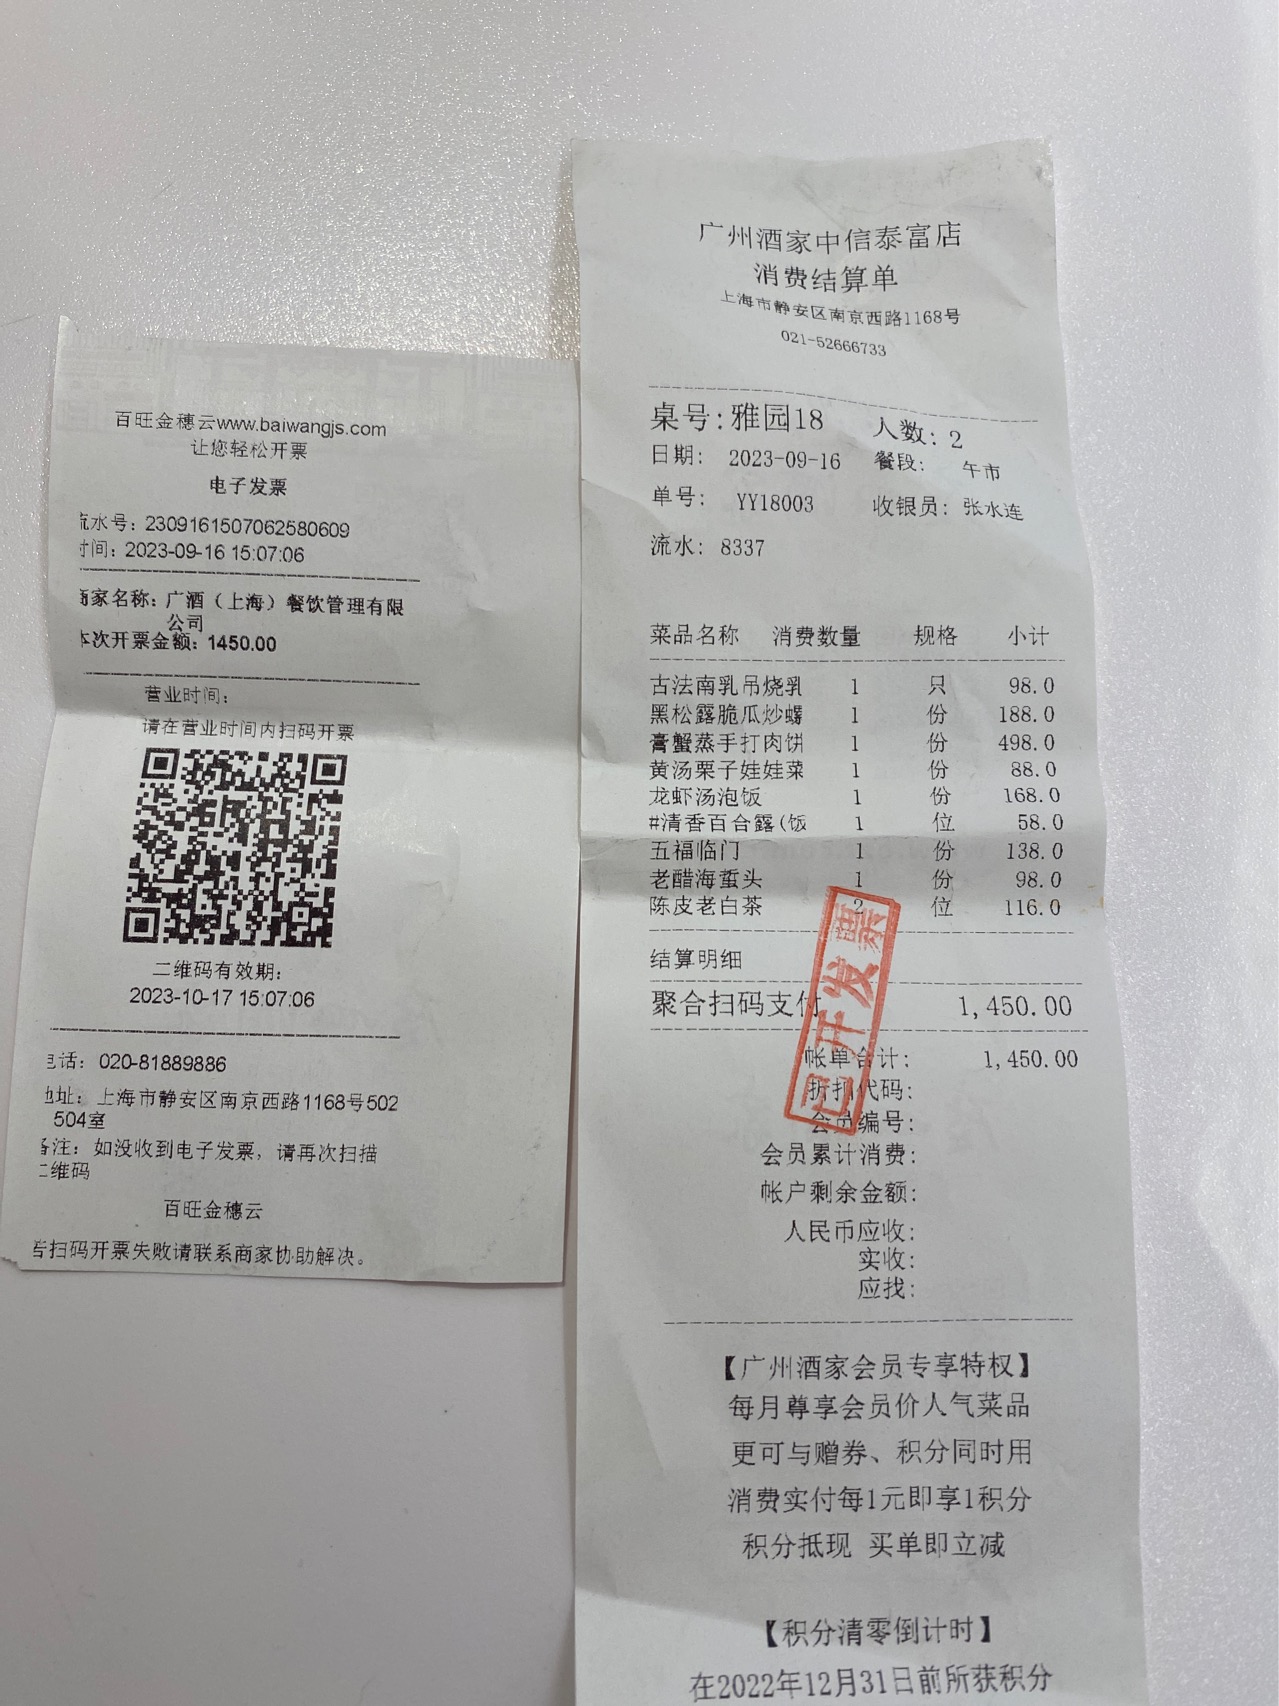 百旺金穗云www.baiwangjs.com
让您轻松开票
电子发票
流水号：23091615070625​80609
时间：2023-09-16 15:07:06
商家名称：广酒（上海）餐饮管理有限
公司
本次开票金额：1450.00
营业时间：
请在营业时间内扫码开票
二维码有效期：
2023-10-17 15:07:06
电话：020-81889886
地址：上海市静安区南京西路1168号502
504室
备注：如没收到电子发票，请再次扫描
二维码
百旺金穗云
若扫码开票失败请联系商家协助解决。
广州酒家中信泰富店
消费结算单
上海市静安区南京西路1168号
021-52666733
桌号：雅园18 人数：2
日期： 2023-09-16 餐段： 午市
单号： YY18003 收银员：张水连
流水：8337
菜品名称 消费数量 规格 小计
古法南乳吊烧乳 1 只 98.0
黑松露脆瓜炒螺 1 份 188.0
膏蟹蒸手打肉饼 1 份 498.0
黄汤栗子娃娃菜 1 份 88.0
龙虾汤泡饭 1 份 168.0
#清香百合露(饭 1 位 58.0
五福临门 1 份 138.0
老醋海蜇头 1 份 98.0
陈皮老白茶 2 位 116.0
结算明细
聚合扫码支付 1,450.00
帐单合计： 1,450.00
折扣代码：
会员编号：
会员累计消费：
帐户剩余金额：
人民币应收：
实收：
应找：
已开发票
【广州酒家会员专享特权】
每月尊享会员价人气菜品
更可与赠券、积分同时用
消费实付每1元即享1积分
积分抵现 买单即立减
【积分清零倒计时】
在2022年12月31日前所获积分